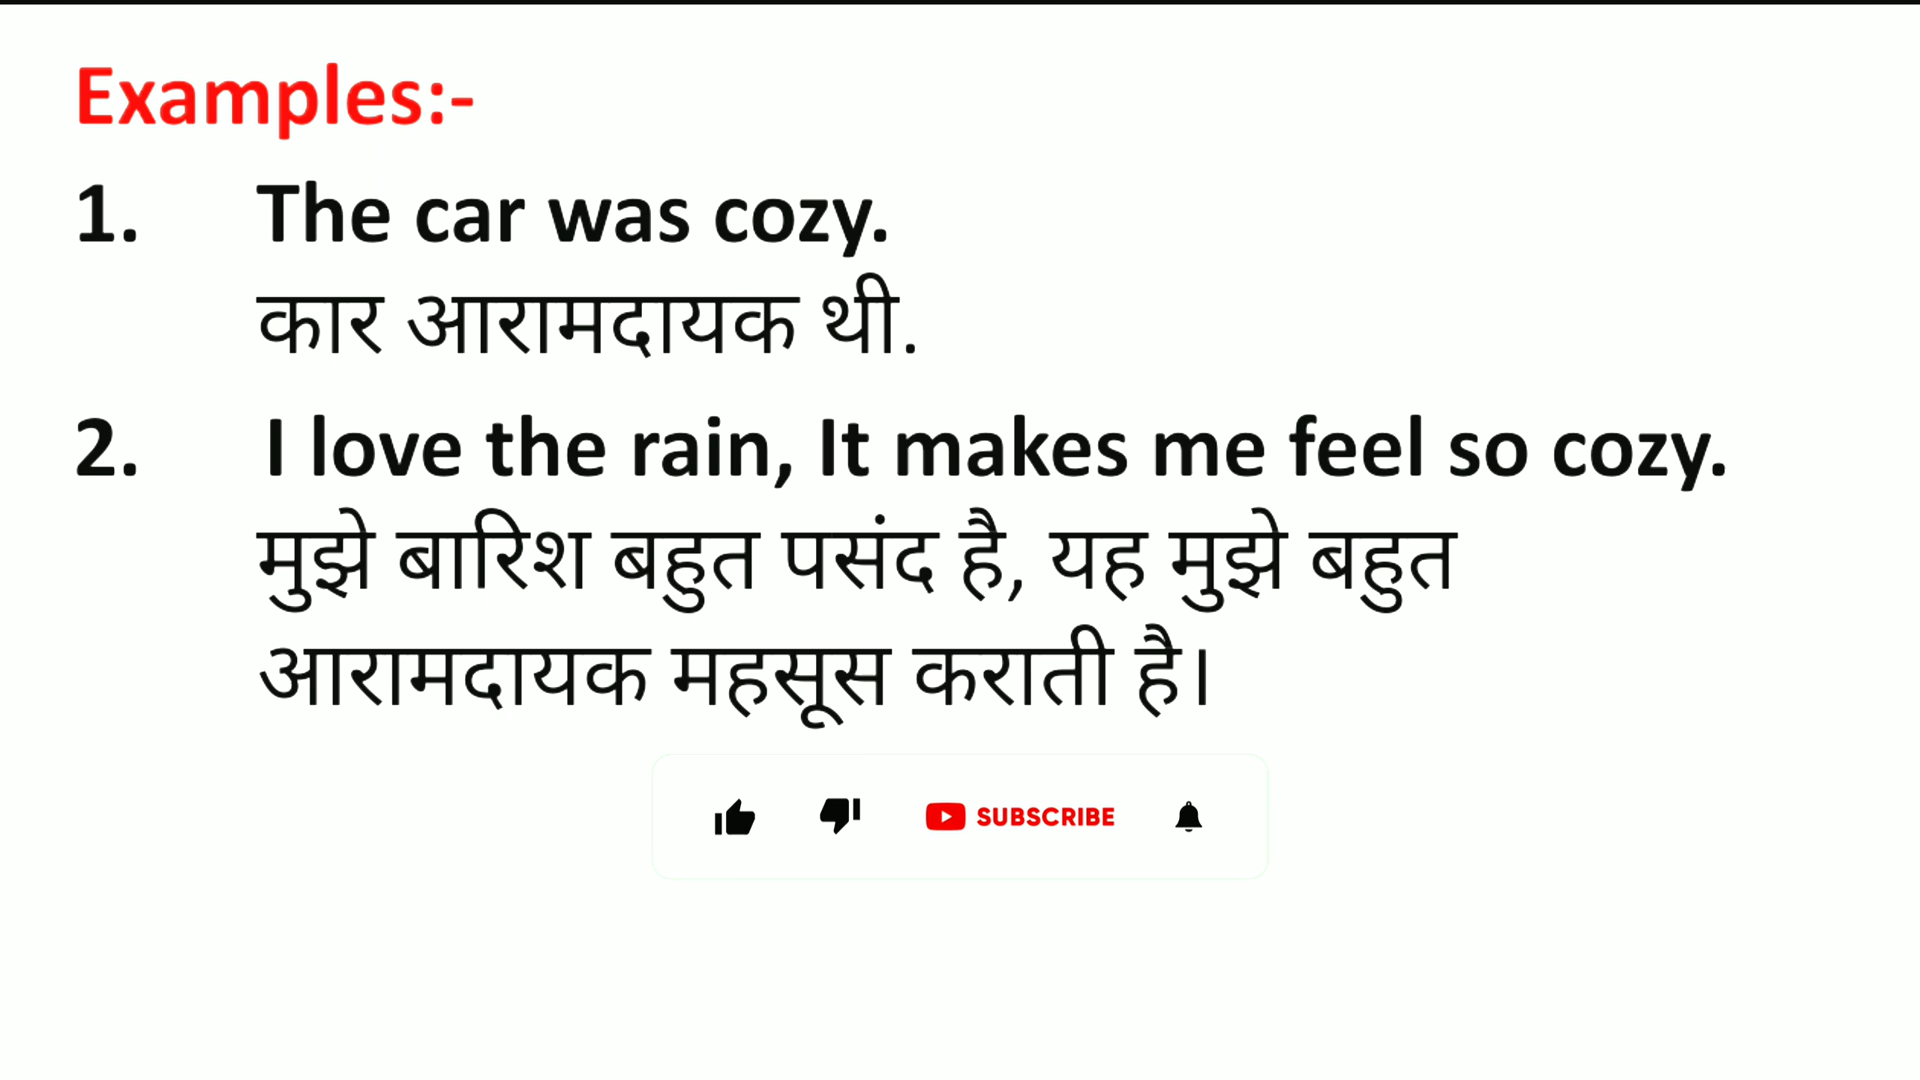 Examples:-
1. The car was cozy.
कार आरामदायक थी.
2. I love the rain, It makes me feel so cozy.
मुझे बारिश बहुत पसंद है, यह मुझे बहुत
आरामदायक महसूस कराती है।
SUBSCRIBE